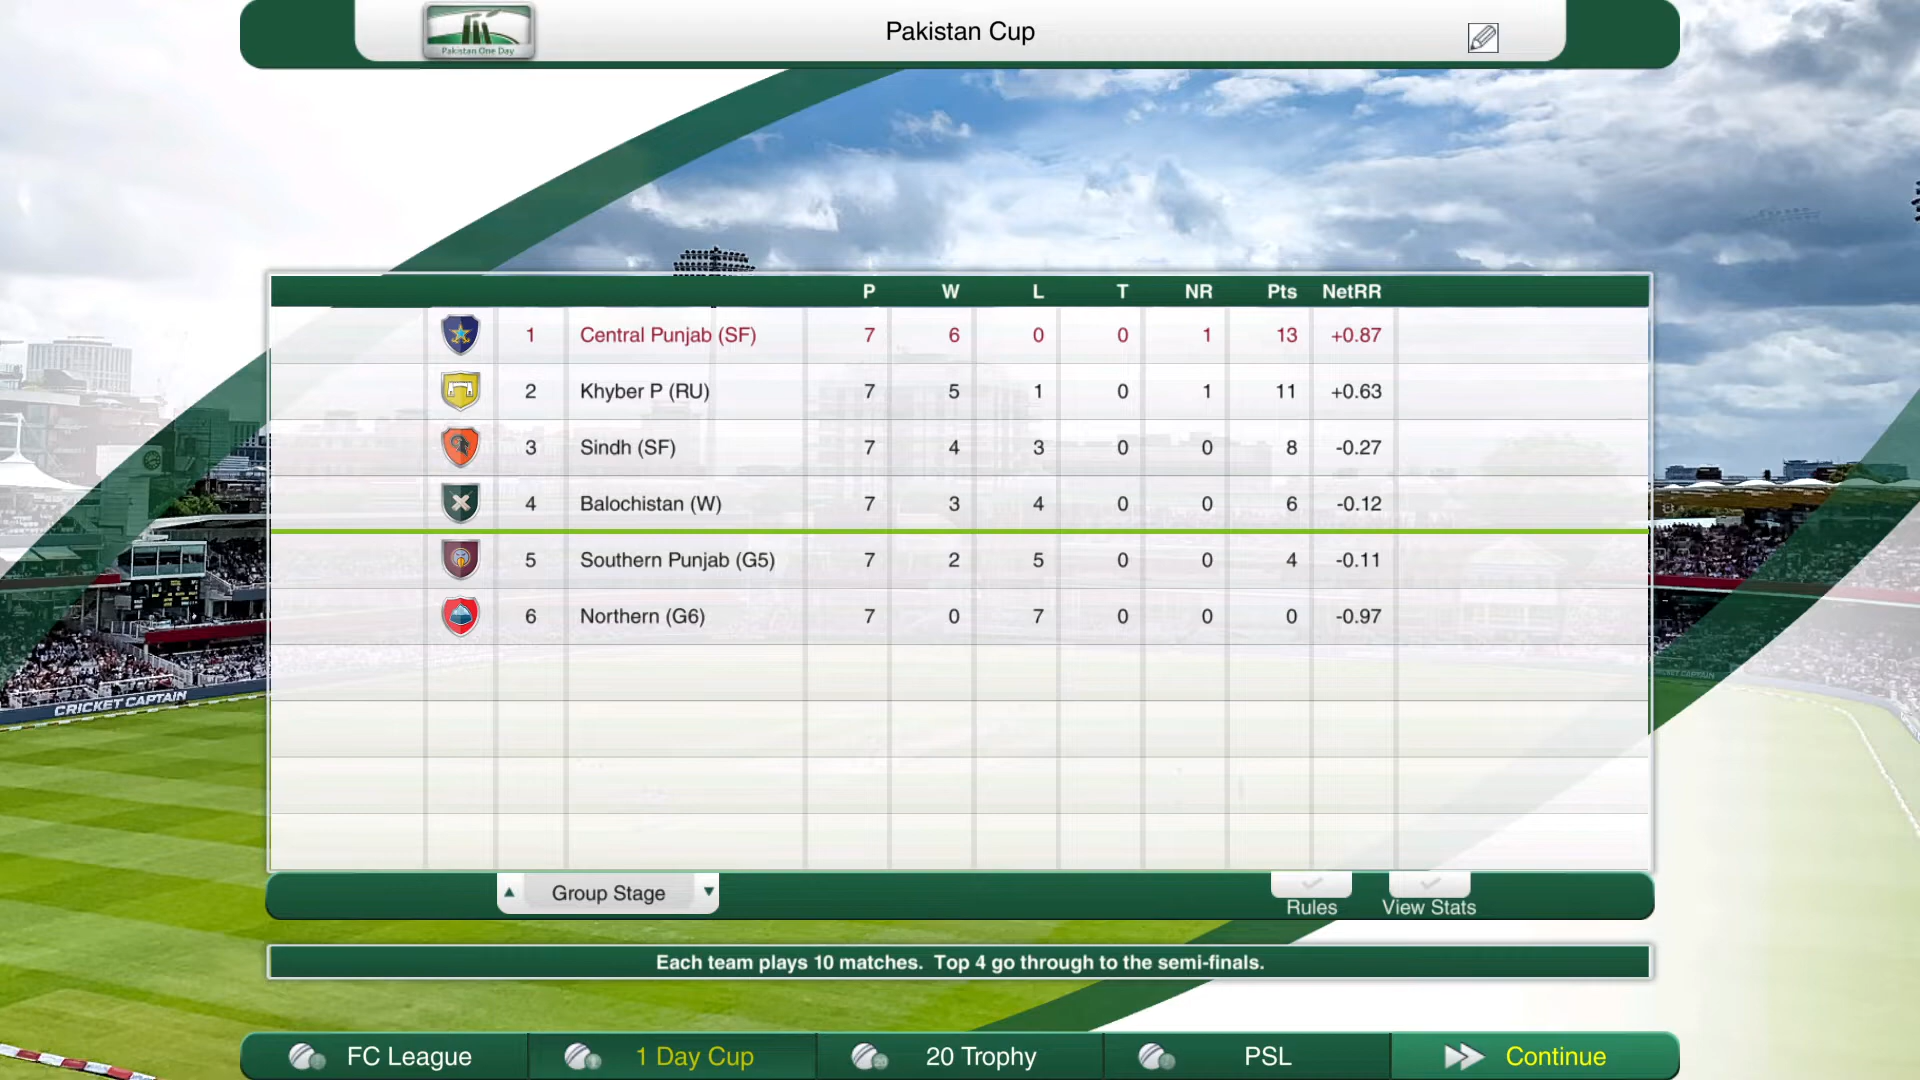 Pakistan One Day
Pakistan Cup
P W L T NR Pts NetRR
1 Central Punjab (SF) 7 6 0 0 1 13 +0.87
2 Khyber P (RU) 7 5 1 0 1 11 +0.63
3 Sindh (SF) 7 4 3 0 0 8 -0.27
4 Balochistan (W) 7 3 4 0 0 6 -0.12
5 Southern Punjab (G5) 7 2 5 0 0 4 -0.11
6 Northern (G6) 7 0 7 0 0 0 -0.97
CRICKET CAPTAIN
Group Stage
Rules
View Stats
Each team plays 10 matches. Top 4 go through to the semi-finals.
FC League
1 Day Cup
20 Trophy
PSL
Continue